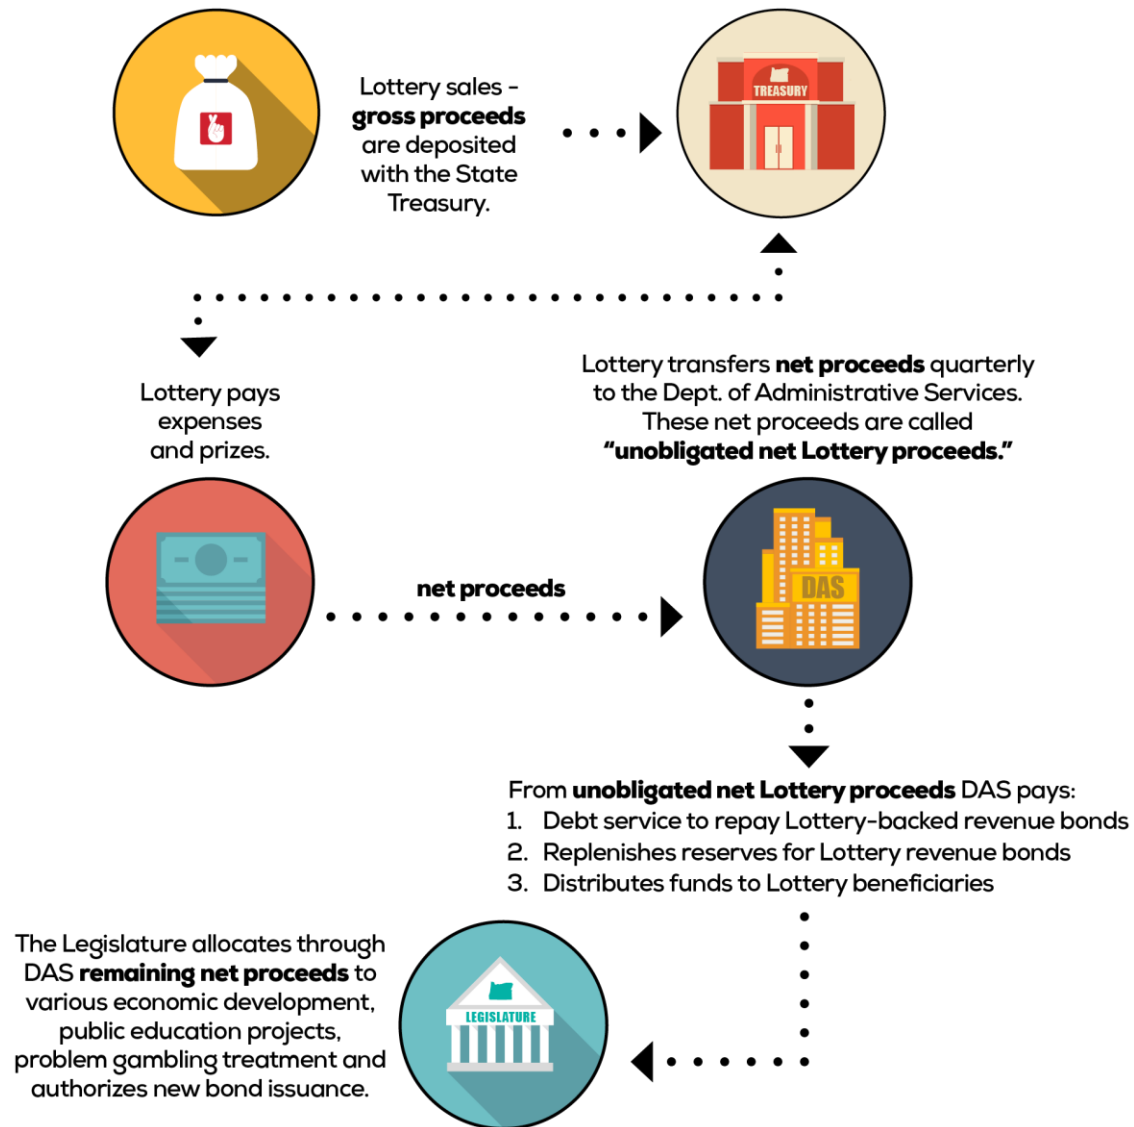 Lottery sales -
gross proceeds
are deposited
with the State
Treasury.
TREASURY
Lottery pays
expenses
and prizes.
Lottery transfers net proceeds quarterly
to the Dept. of Administrative Services.
These net proceeds are called
“unobligated net Lottery proceeds.”
net proceeds
DAS
From unobligated net Lottery proceeds DAS pays:
1. Debt service to repay Lottery-backed revenue bonds
2. Replenishes reserves for Lottery revenue bonds
3. Distributes funds to Lottery beneficiaries
The Legislature allocates through
DAS remaining net proceeds to
various economic development,
public education projects,
problem gambling treatment and
authorizes new bond issuance.
LEGISLATURE